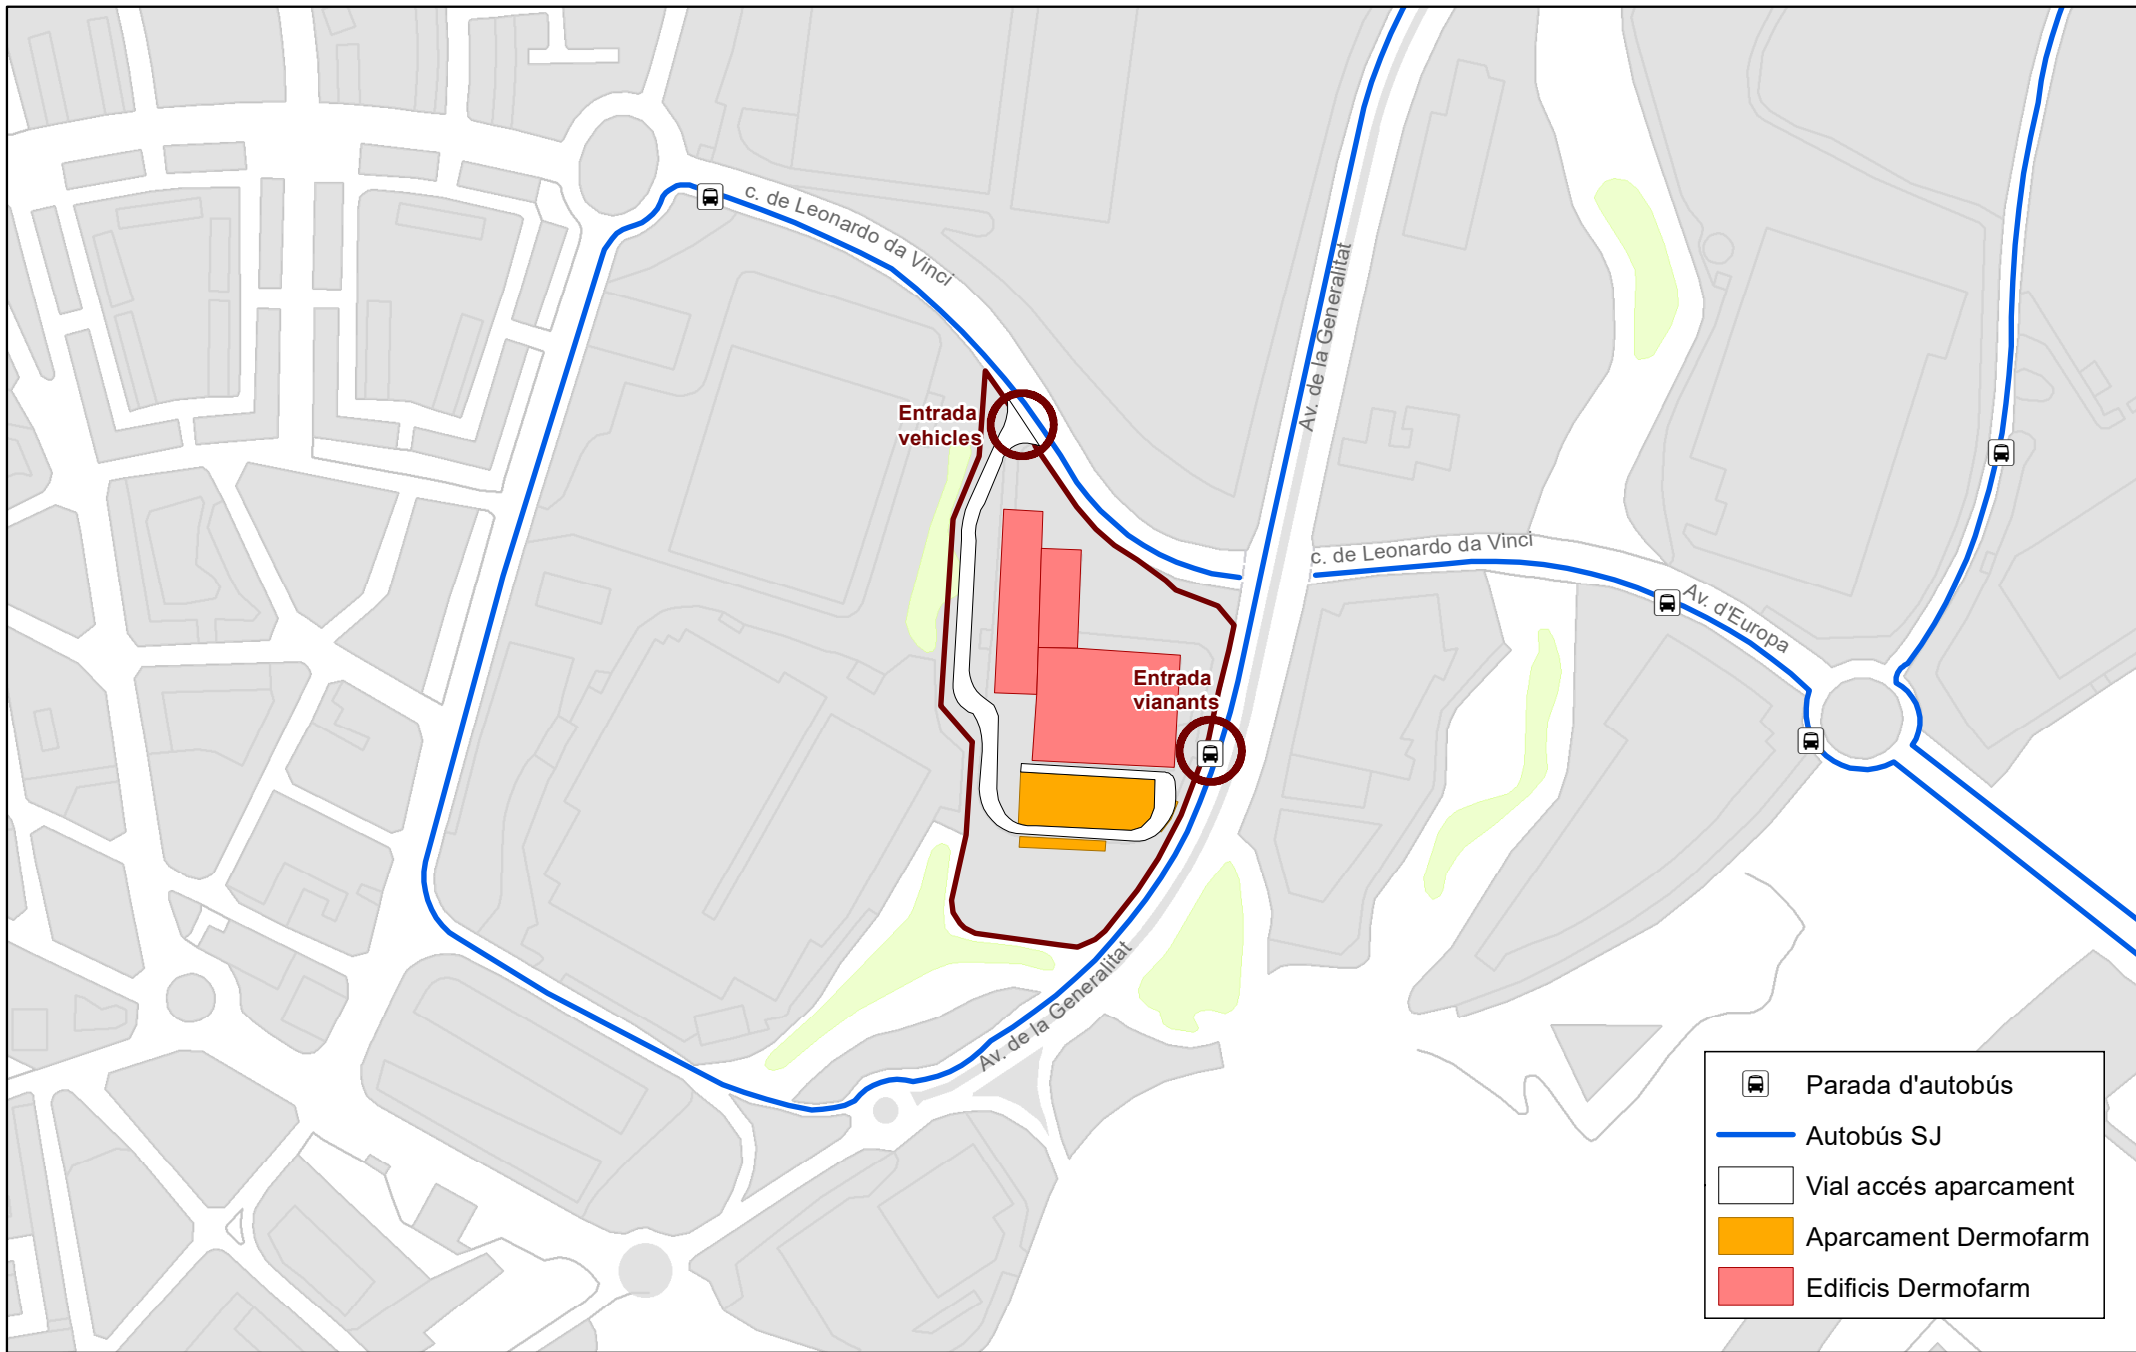 c. de Leonardo da Vinci
Av. de la Generalitat
Entrada
vehicles
c. de Leonardo da Vinci
Av. d'Europa
Entrada
vianants
Av. de la Generalitat
Parada d'autobús
Autobús SJ
Vial accés aparcament
Aparcament Dermofarm
Edificis Dermofarm